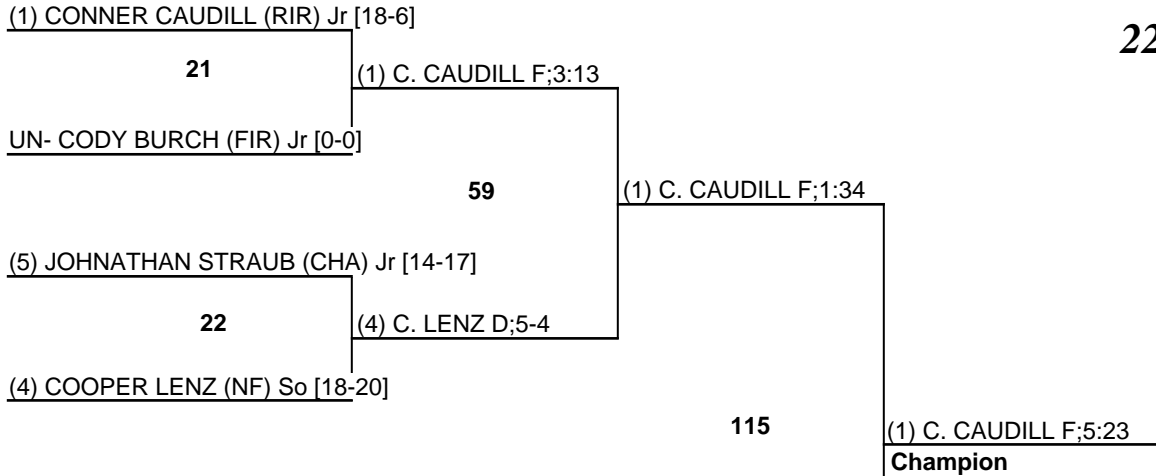 (1) CONNER CAUDILL (RIR) Jr [18-6]
22
21
(1) C. CAUDILL F;3:13
UN- CODY BURCH (FIR) Jr [0-0]
59
(1) C. CAUDILL F;1:34
(5) JOHNATHAN STRAUB (CHA) Jr [14-17]
22
(4) C. LENZ D;5-4
(4) COOPER LENZ (NF) So [18-20]
115
(1) C. CAUDILL F;5:23
Champion